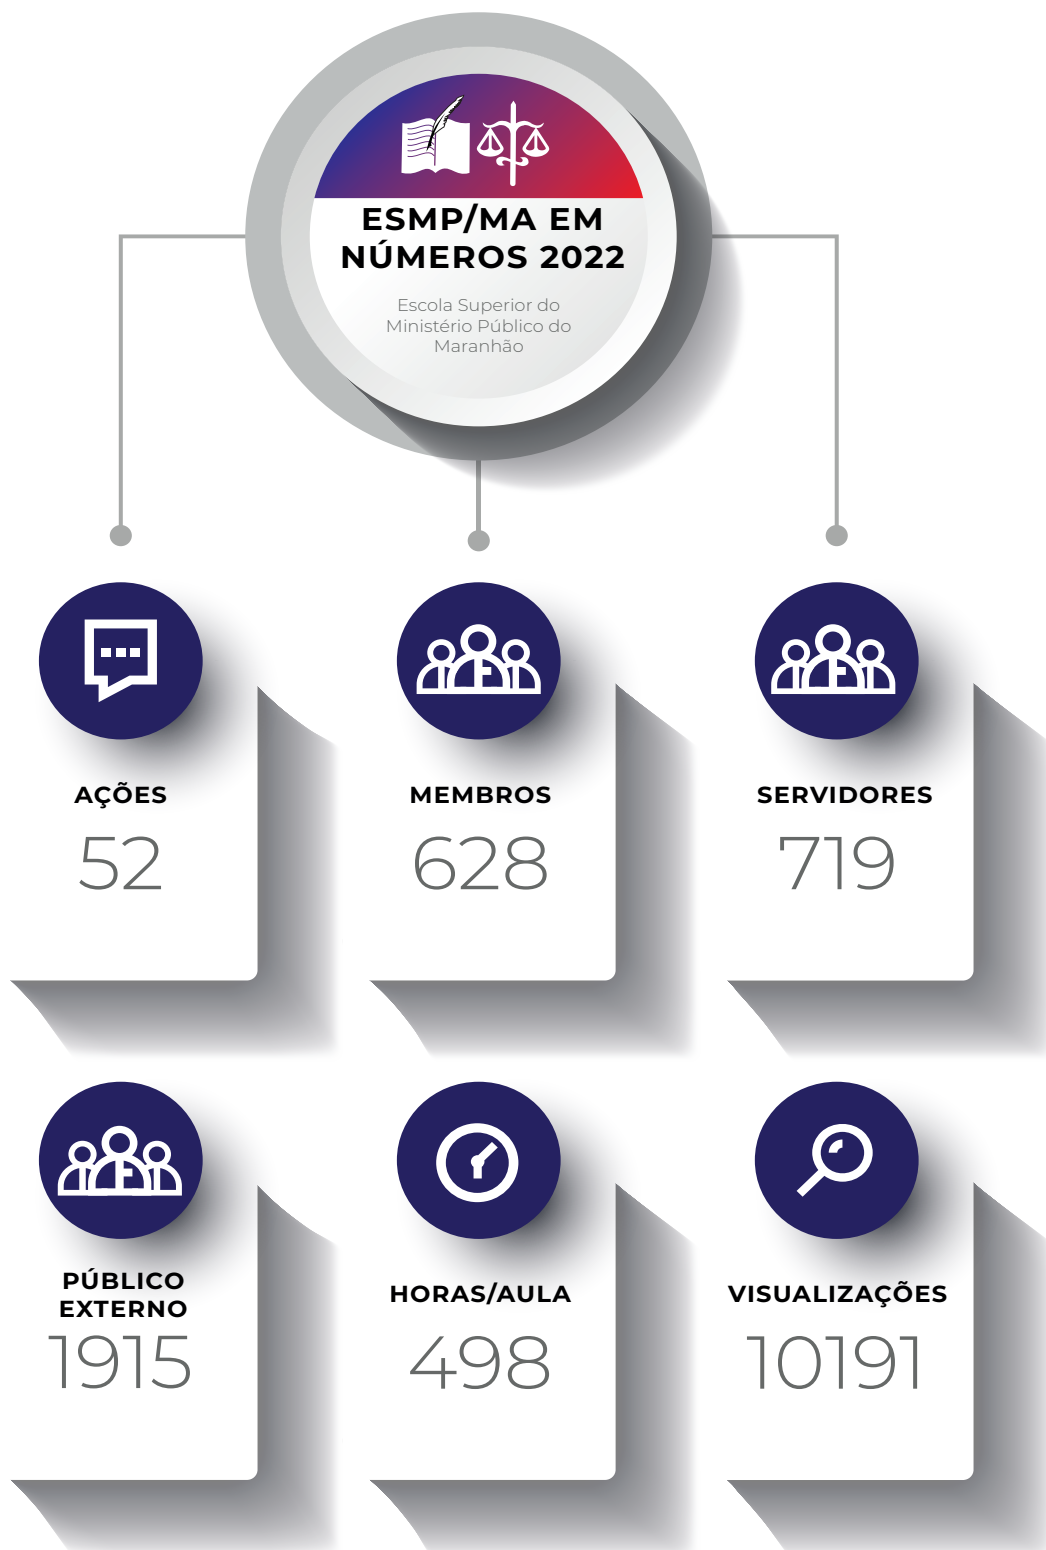 ESMP/MA EM
NÚMEROS 2022
Escola Superior do
Ministério Público do
Maranhão
AÇÕES
52
MEMBROS
628
SERVIDORES
719
PÚBLICO
EXTERNO
1915
HORAS/AULA
498
VISUALIZAÇÕES
10191